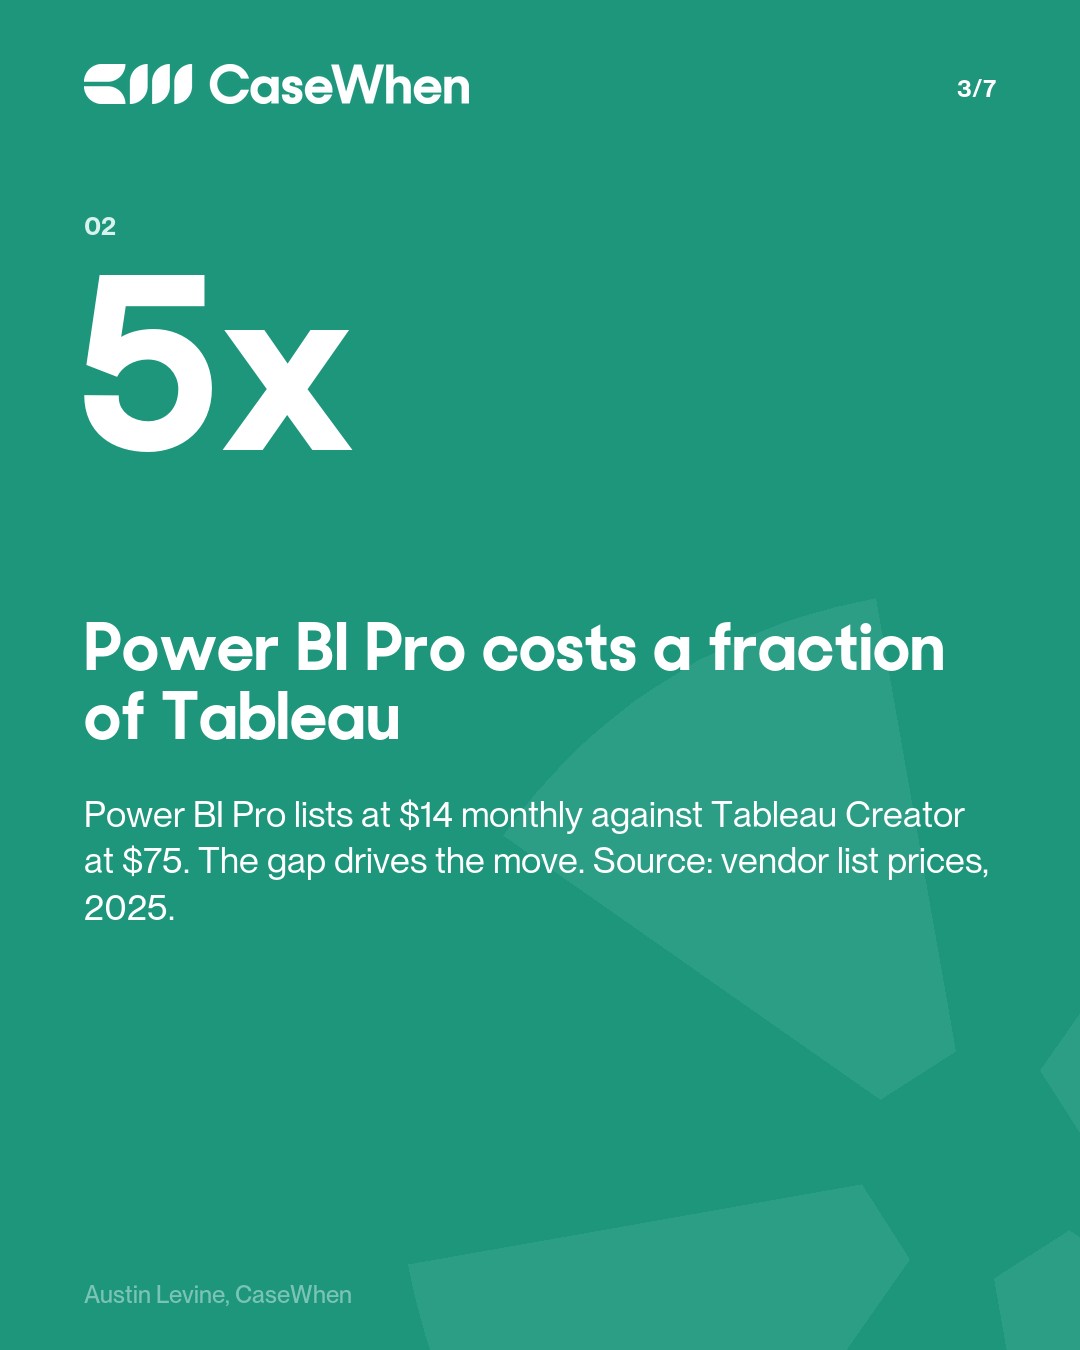 CaseWhen
3/7
02
5x
Power BI Pro costs a fraction
of Tableau
Power BI Pro lists at $14 monthly against Tableau Creator
at $75. The gap drives the move. Source: vendor list prices,
2025.
Austin Levine, CaseWhen